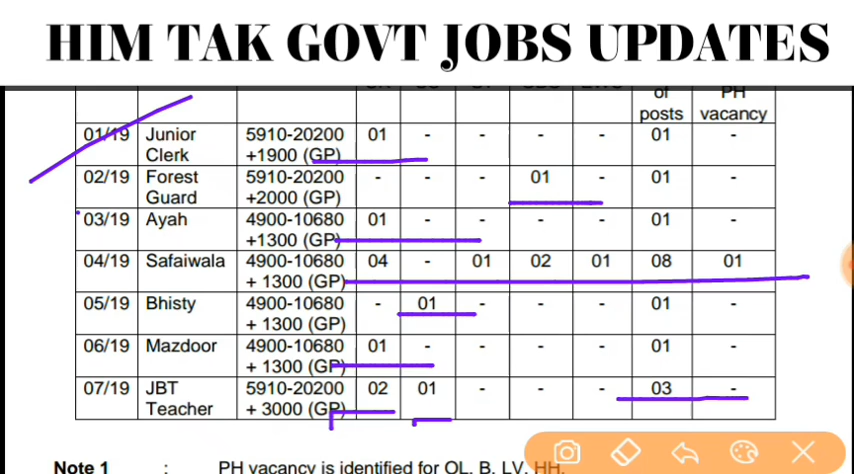 HIM TAK GOVT JOBS UPDATES
of PH
posts vacancy
01/19 Junior 5910-20200 01 - - - - 01 -
Clerk +1900 (GP)
02/19 Forest 5910-20200 - - - 01 - 01 -
Guard +2000 (GP)
03/19 Ayah 4900-10680 01 - - - - 01 -
+1300 (GP)
04/19 Safaiwala 4900-10680 04 - 01 02 01 08 01
+ 1300 (GP)
05/19 Bhisty 4900-10680 - 01 - - - 01 -
+ 1300 (GP)
06/19 Mazdoor 4900-10680 01 - - - - 01 -
+ 1300 (GP)
07/19 JBT 5910-20200 02 01 - - - 03 -
Teacher + 3000 (GP)
Note 1 : PH vacancy is identified for OL, B, LV, HH.